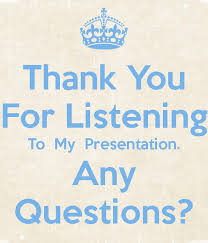 Thank You
For Listening
To My Presentation.
Any
Questions?